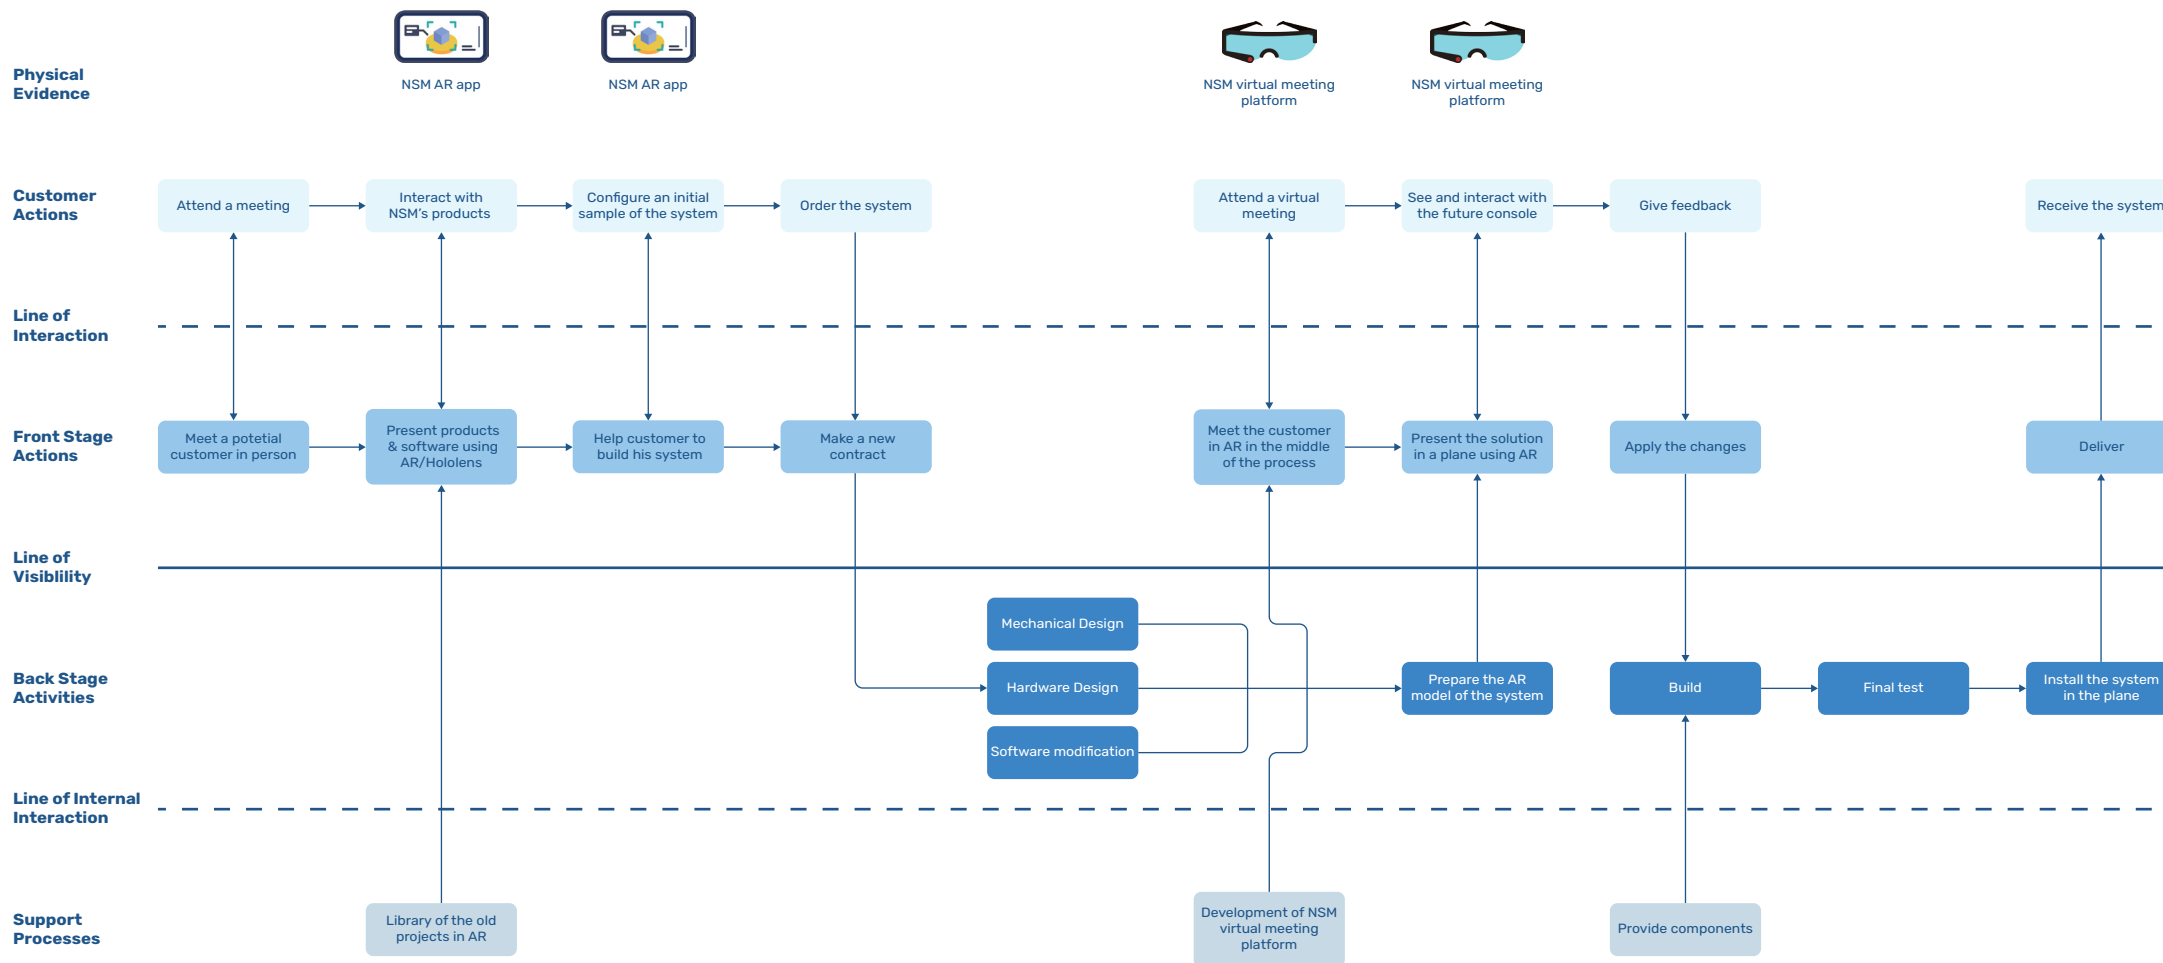 Physical
Evidence
NSM AR app
NSM AR app
NSM virtual meeting
platform
NSM virtual meeting
platform
Customer
Actions
Attend a meeting
Interact with
NSM's products
Configure an initial
sample of the system
Order the system
Attend a virtual
meeting
See and interact with
the future console
Give feedback
Receive the system
Line of
Interaction
Front Stage
Actions
Meet a potetial
customer in person
Present products
& software using
AR/Hololens
Help customer to
build his system
Make a new
contract
Meet the customer
in AR in the middle
of the process
Present the solution
in a plane using AR
Apply the changes
Deliver
Line of
Visiblility
Back Stage
Activities
Mechanical Design
Hardware Design
Software modification
Prepare the AR
model of the system
Build
Final test
Install the system
in the plane
Line of Internal
Interaction
Support
Processes
Library of the old
projects in AR
Development of NSM
virtual meeting
platform
Provide components